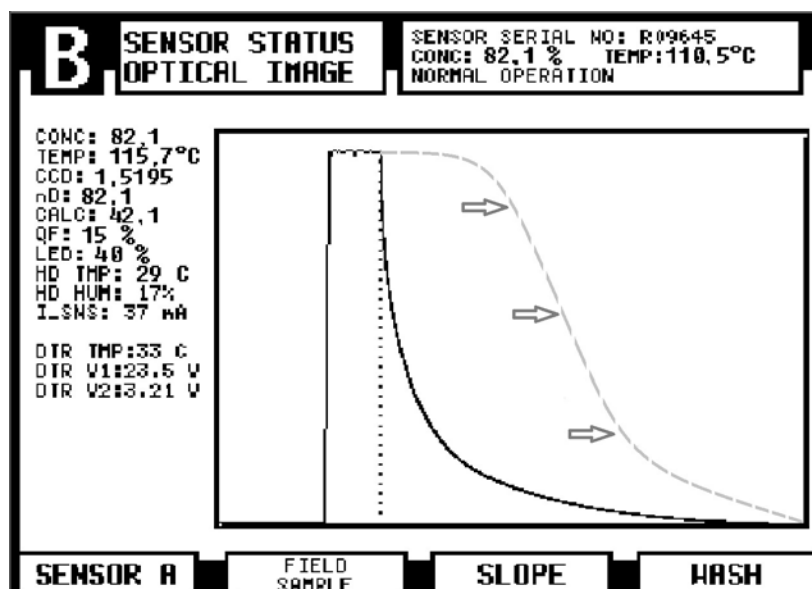 B
SENSOR STATUS
OPTICAL IMAGE
SENSOR SERIAL NO: R09645
CONC: 82,1 % TEMP:110,5°C
NORMAL OPERATION
CONC: 82,1
TEMP: 115,7°C
CCD: 1,5195
nD: 82,1
CALC: 42,1
QF: 15 %
LED: 40 %
HD TMP: 29 C
HD HUM: 17%
I_SNS: 37 mA
DTR TMP:33 C
DTR V1:23.5 V
DTR V2:3.21 V
SENSOR A
FIELD
SAMPLE
SLOPE
WASH